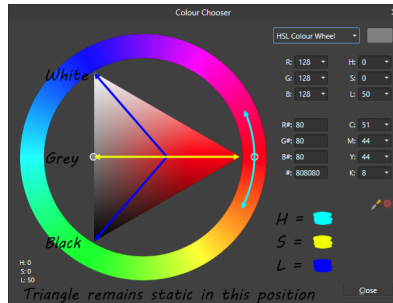 Colour Chooser
HSL Colour Wheel
R: 128 H: 0
G: 128 S: 0
B: 128 L: 50
R#: 80 C: 51
G#: 80 M: 44
B#: 80 Y: 44
#: 808080 K: 8
White
Grey
Black
H =
S =
L =
H: 0
S: 0
L: 50
Close
Triangle remains static in this position